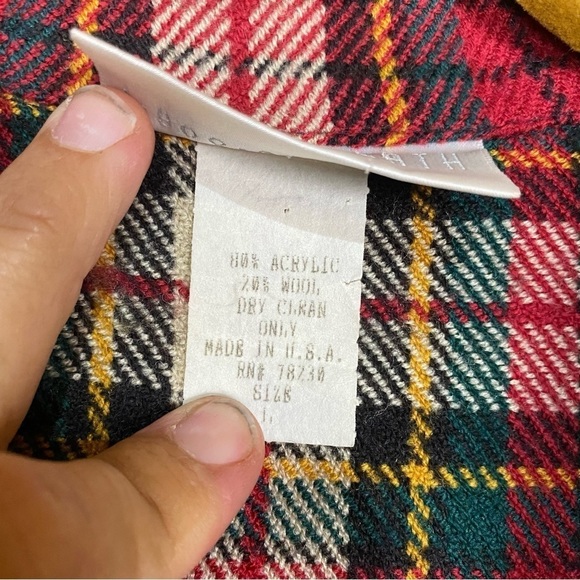 80% ACRYLIC
20% WOOL
DRY CLEAN
ONLY
MADE IN U.S.A.
RN# 78230
SIZE
L